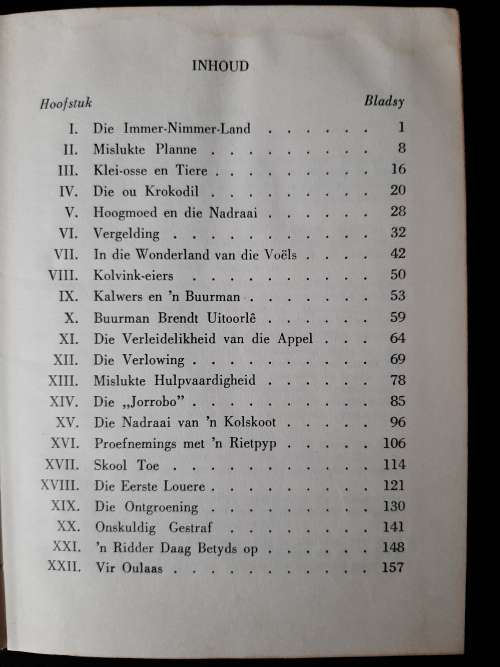 INHOUD
Hoofstuk Bladsy
I. Die Immer-Nimmer-Land . . . . . . 1
II. Mislukte Planne . . . . . . . . . 8
III. Klei-osse en Tiere . . . . . . . . 16
IV. Die ou Krokodil . . . . . . . . . 20
V. Hoogmoed en die Nadraai . . . . . . 28
VI. Vergelding . . . . . . . . . . . 32
VII. In die Wonderland van die Voëls . . . . 42
VIII. Kolvink-eiers . . . . . . . . . . 50
IX. Kalwers en 'n Buurman . . . . . . . 53
X. Buurman Brendt Uitoorlê . . . . . . 59
XI. Die Verleidelikheid van die Appel . . . 64
XII. Die Verlowing . . . . . . . . . . 69
XIII. Mislukte Hulpvaardigheid . . . . . . 78
XIV. Die „Jorrobo” . . . . . . . . . . 85
XV. Die Nadraai van 'n Kolskoot . . . . . 96
XVI. Proefnemings met 'n Rietpyp . . . . . 106
XVII. Skool Toe . . . . . . . . . . . 114
XVIII. Die Eerste Louere . . . . . . . . . 121
XIX. Die Ontgroening . . . . . . . . . 130
XX. Onskuldig Gestraf . . . . . . . . 141
XXI. 'n Ridder Daag Betyds op . . . . . . 148
XXII. Vir Oulaas . . . . . . . . . . . 157